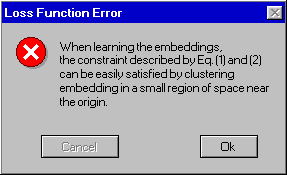 Loss Function Error
When learning the embeddings,
the constraint described by Eq. (1) and (2)
can be easily satisfied by clustering
embedding in a small region of space near
the origin.
Cancel
Ok